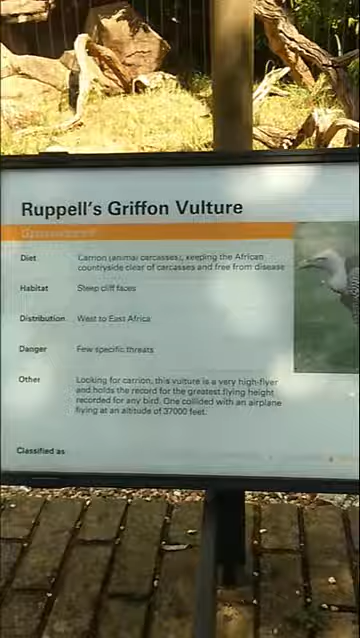 Ruppell's Griffon Vulture
Diet Carrion (animal carcasses), keeping the African
countryside clear of carcasses and free from disease
Habitat Steep cliff faces
Distribution West to East Africa
Danger Few specific threats
Other Looking for carrion, this vulture is a very high-flyer
and holds the record for the greatest flying height
recorded for any bird. One collided with an airplane
flying at an altitude of 37000 feet.
Classified as